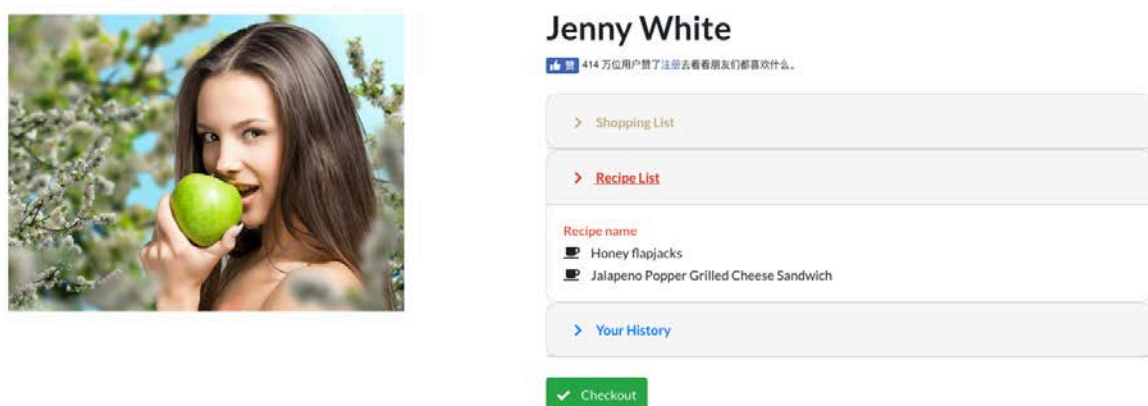 Jenny White
赞 414 万位用户赞了注册去看看朋友们都喜欢什么。
Shopping List
Recipe List
Recipe name
Honey flapjacks
Jalapeno Popper Grilled Cheese Sandwich
Your History
Checkout